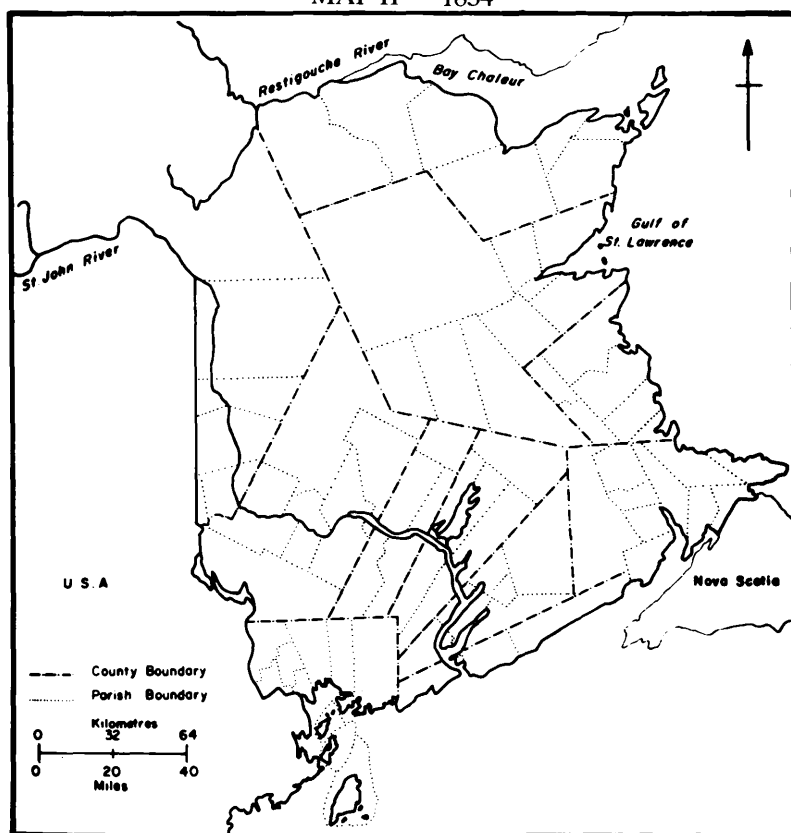 MAP II 1854
Restigouche River
Bay Chaleur
Gulf of
St. Lawrence
St. John River
U.S.A
Nova Scotia
County Boundary
Parish Boundary
Kilometres
0 32 64
0 20 40
Miles